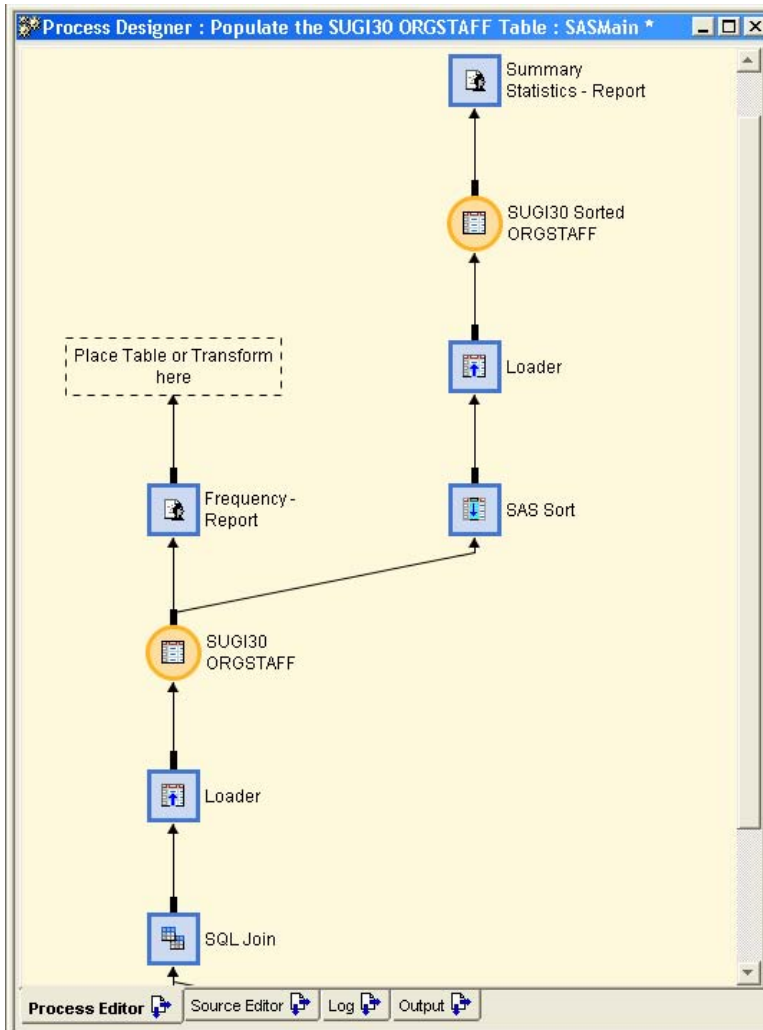 Process Designer : Populate the SUGI30 ORGSTAFF Table : SASMain *
Summary
Statistics - Report
SUGI30 Sorted
ORGSTAFF
Place Table or Transform
here
Loader
Frequency -
Report
SAS Sort
SUGI30
ORGSTAFF
Loader
SQL Join
Process Editor
Source Editor
Log
Output